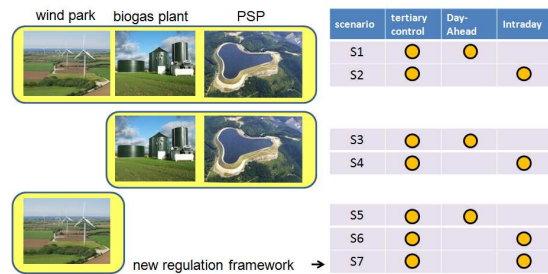 wind park biogas plant PSP
scenario tertiary control Day-Ahead Intraday
S1
S2
S3
S4
S5
S6
new regulation framework → S7